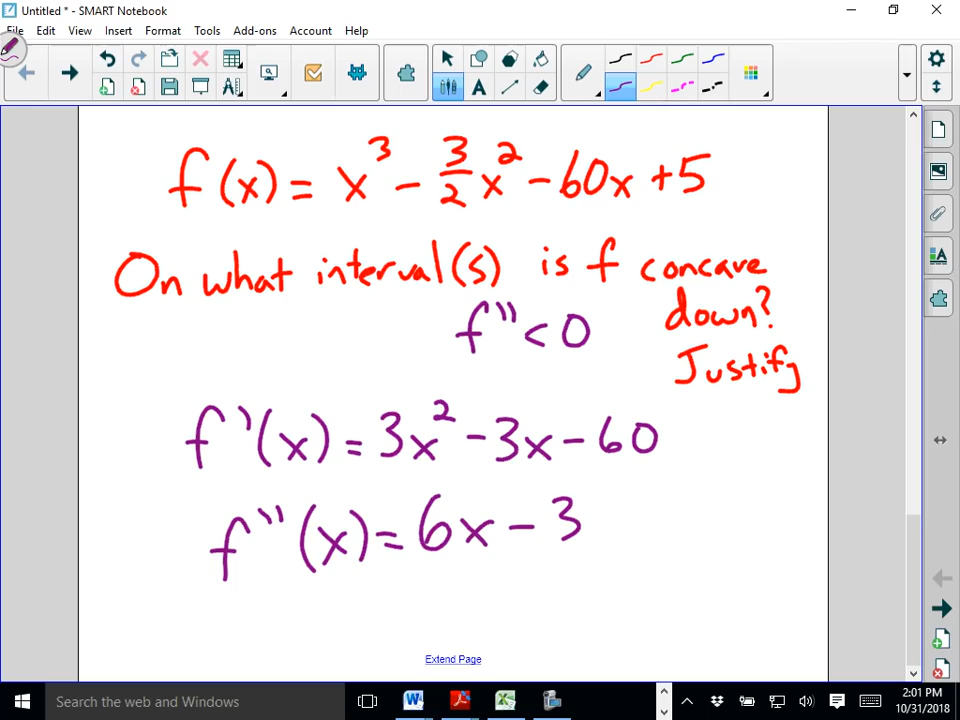 Untitled * - SMART Notebook
File Edit View Insert Format Tools Add-ons Account Help
f(x) = x³ - 3/2 x² - 60x + 5
On what interval(s) is f concave
down?
f'' < 0
Justify
f'(x) = 3x² - 3x - 60
f''(x) = 6x - 3
Extend Page
Search the web and Windows
2:01 PM
10/31/2018